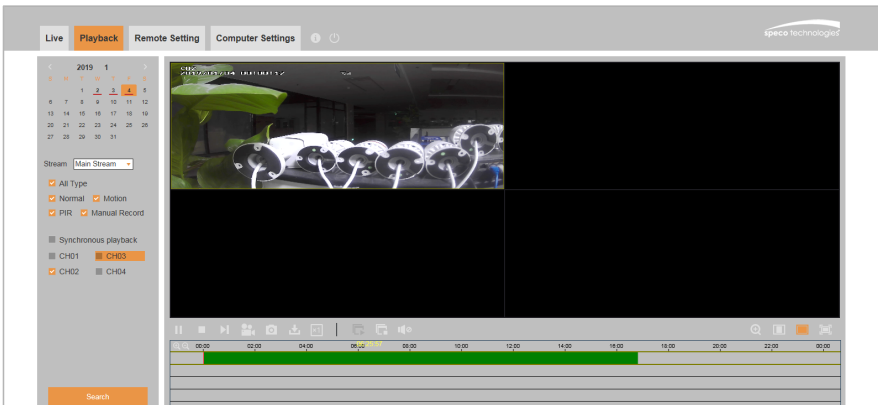 Live Playback Remote Setting Computer Settings
speco technologies
2019 1
1 2 3 4 5
6 7 8 9 10 11 12
13 14 15 16 17 18 19
20 21 22 23 24 25 26
27 28 29 30 31
Stream Main Stream
All Type
Normal Motion
PIR Manual Record
Synchronous playback
CH01 CH03
CH02 CH04
Search
CH2
00:00 02:00 04:00 08:00 10:00 12:00 14:00 16:00 18:00 20:00 22:00 00:00